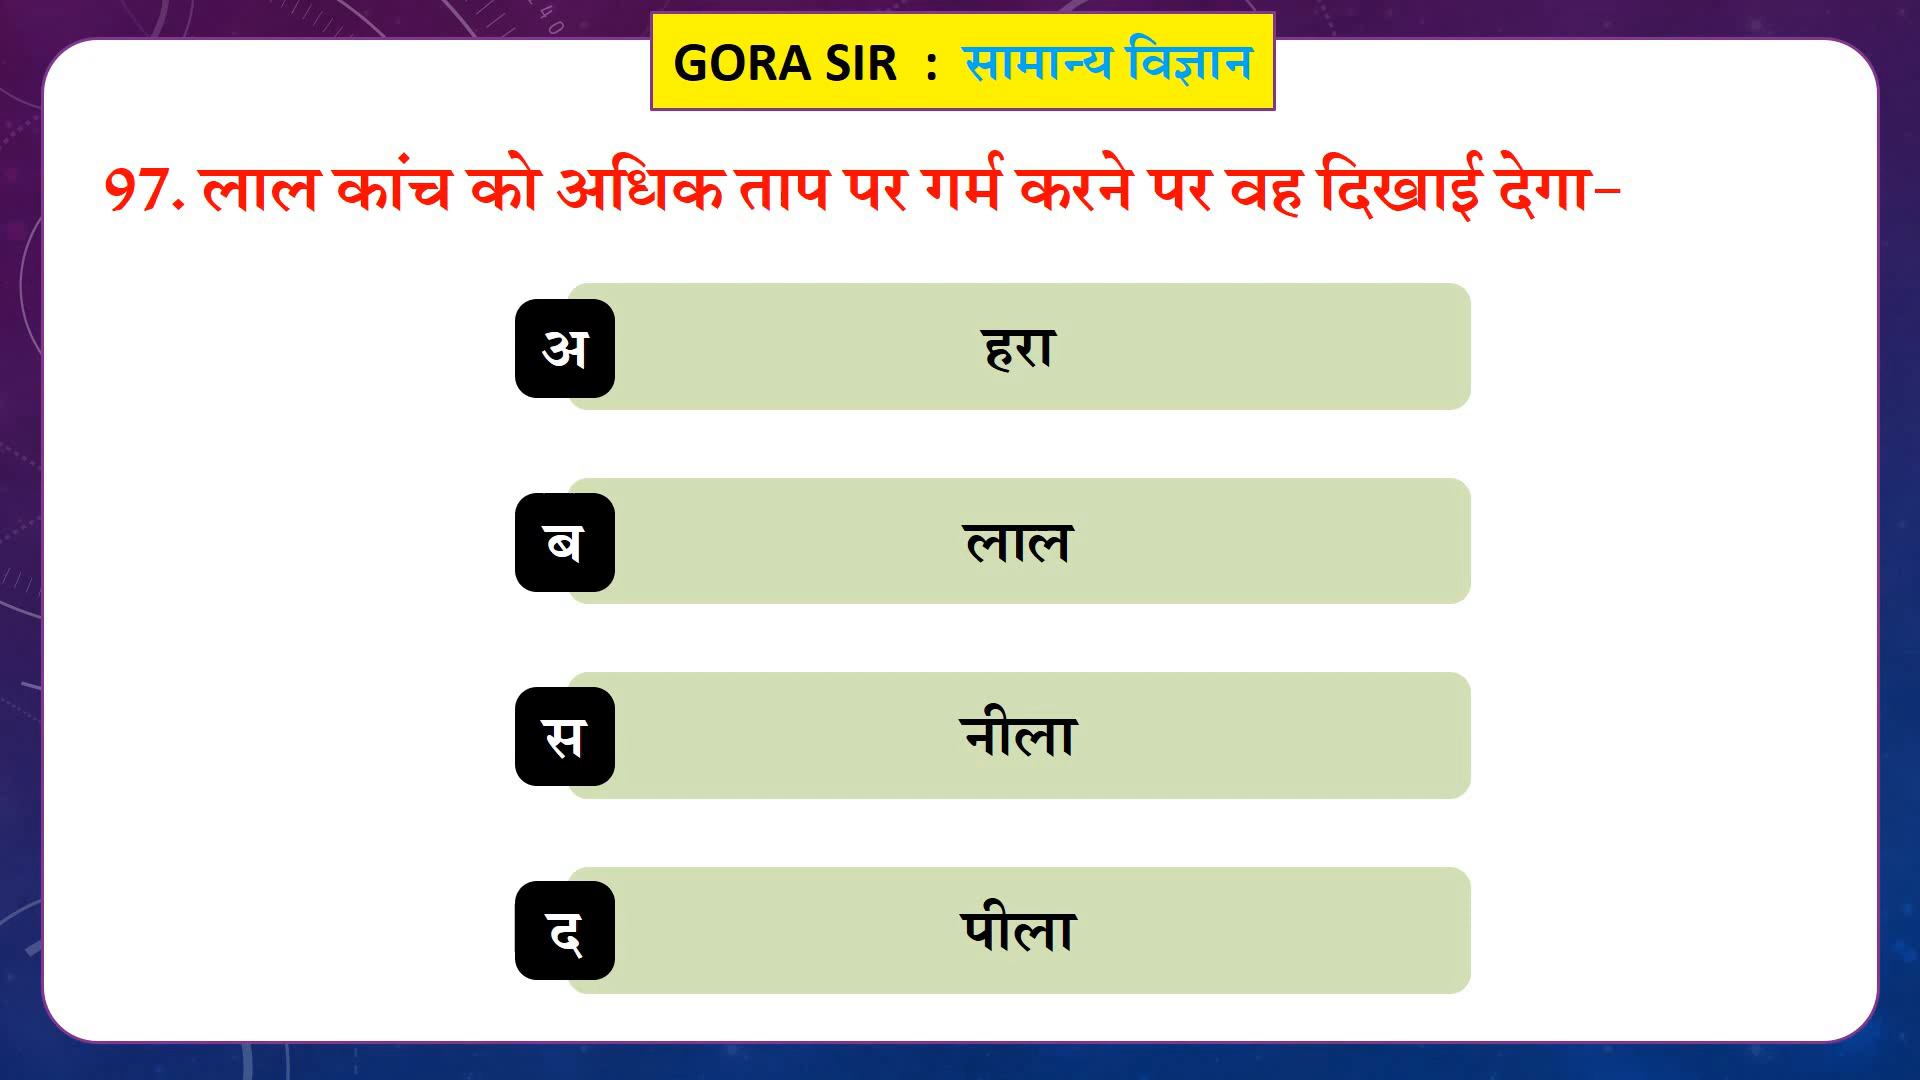 GORA SIR : सामान्य विज्ञान
97. लाल कांच को अधिक ताप पर गर्म करने पर वह दिखाई देगा-
अ हरा
ब लाल
स नीला
द पीला